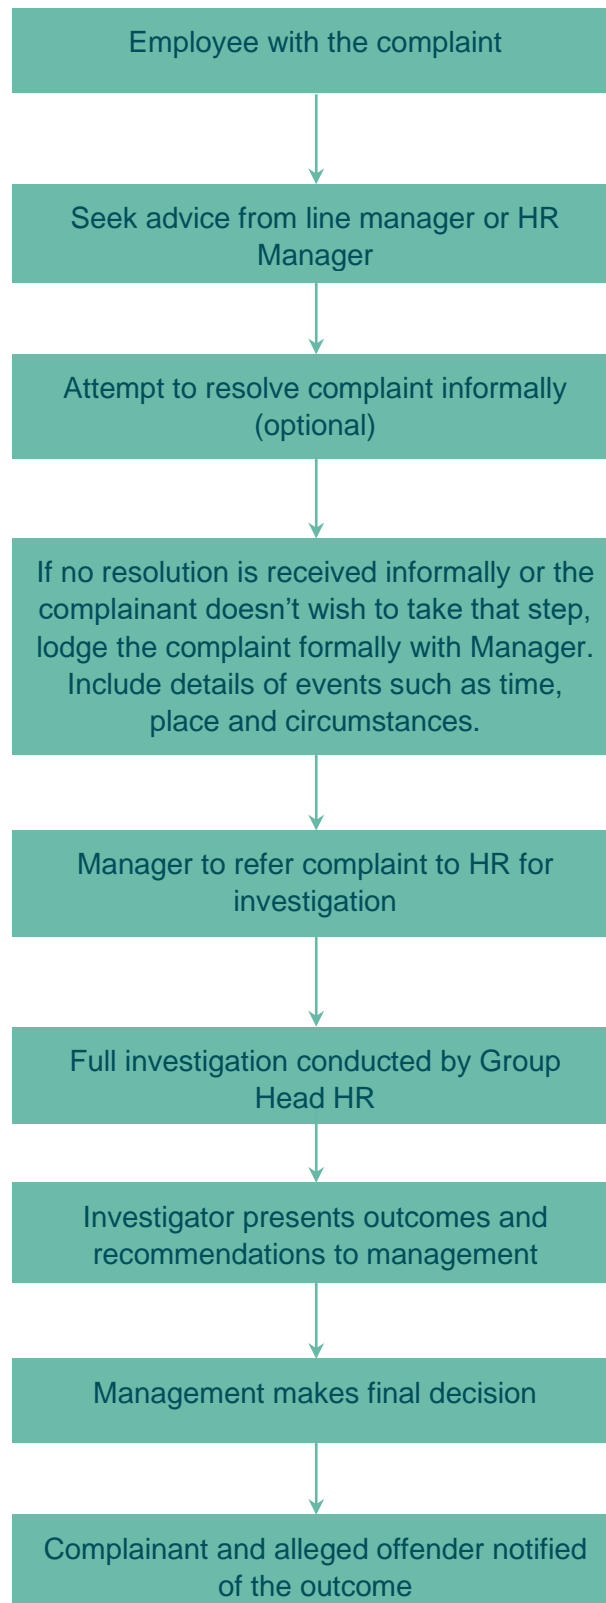 Employee with the complaint
Seek advice from line manager or HR
Manager
Attempt to resolve complaint informally
(optional)
If no resolution is received informally or the
complainant doesn’t wish to take that step,
lodge the complaint formally with Manager.
Include details of events such as time,
place and circumstances.
Manager to refer complaint to HR for
investigation
Full investigation conducted by Group
Head HR
Investigator presents outcomes and
recommendations to management
Management makes final decision
Complainant and alleged offender notified
of the outcome